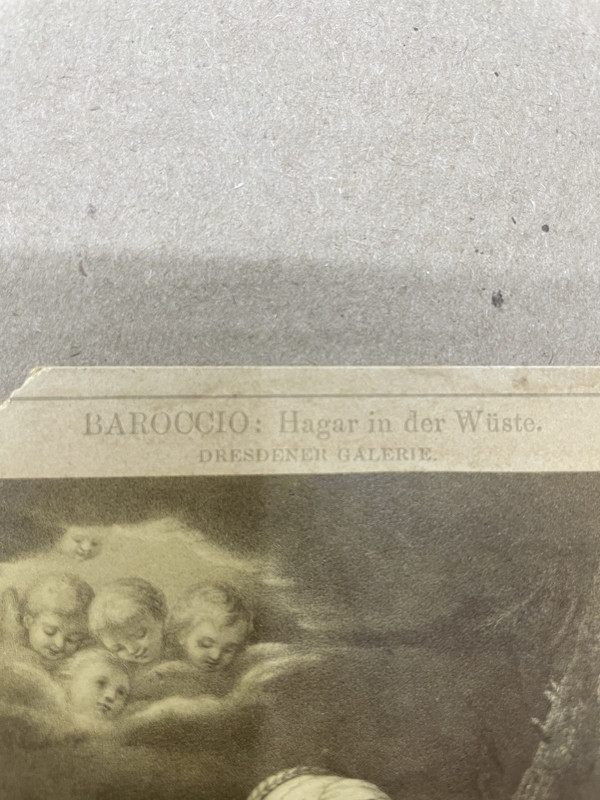 BAROCCIO: Hagar in der Wüste.
DRESDENER GALERIE.